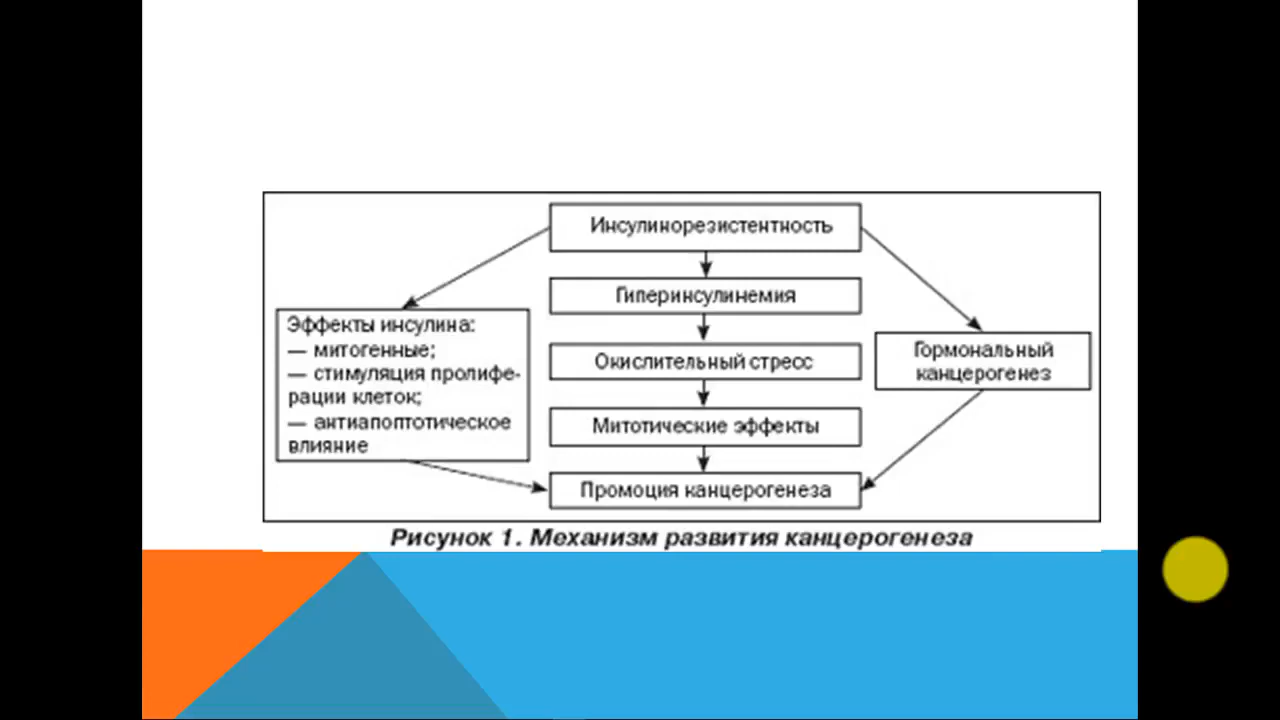 Инсулинорезистентность
Гиперинсулинемия
Эффекты инсулина:
— митогенные;
— стимуляция пролифе-
рации клеток;
— антиапоптотическое
влияние
Окислительный стресс
Гормональный
канцерогенез
Митотические эффекты
Промоция канцерогенеза
Рисунок 1. Механизм развития канцерогенеза